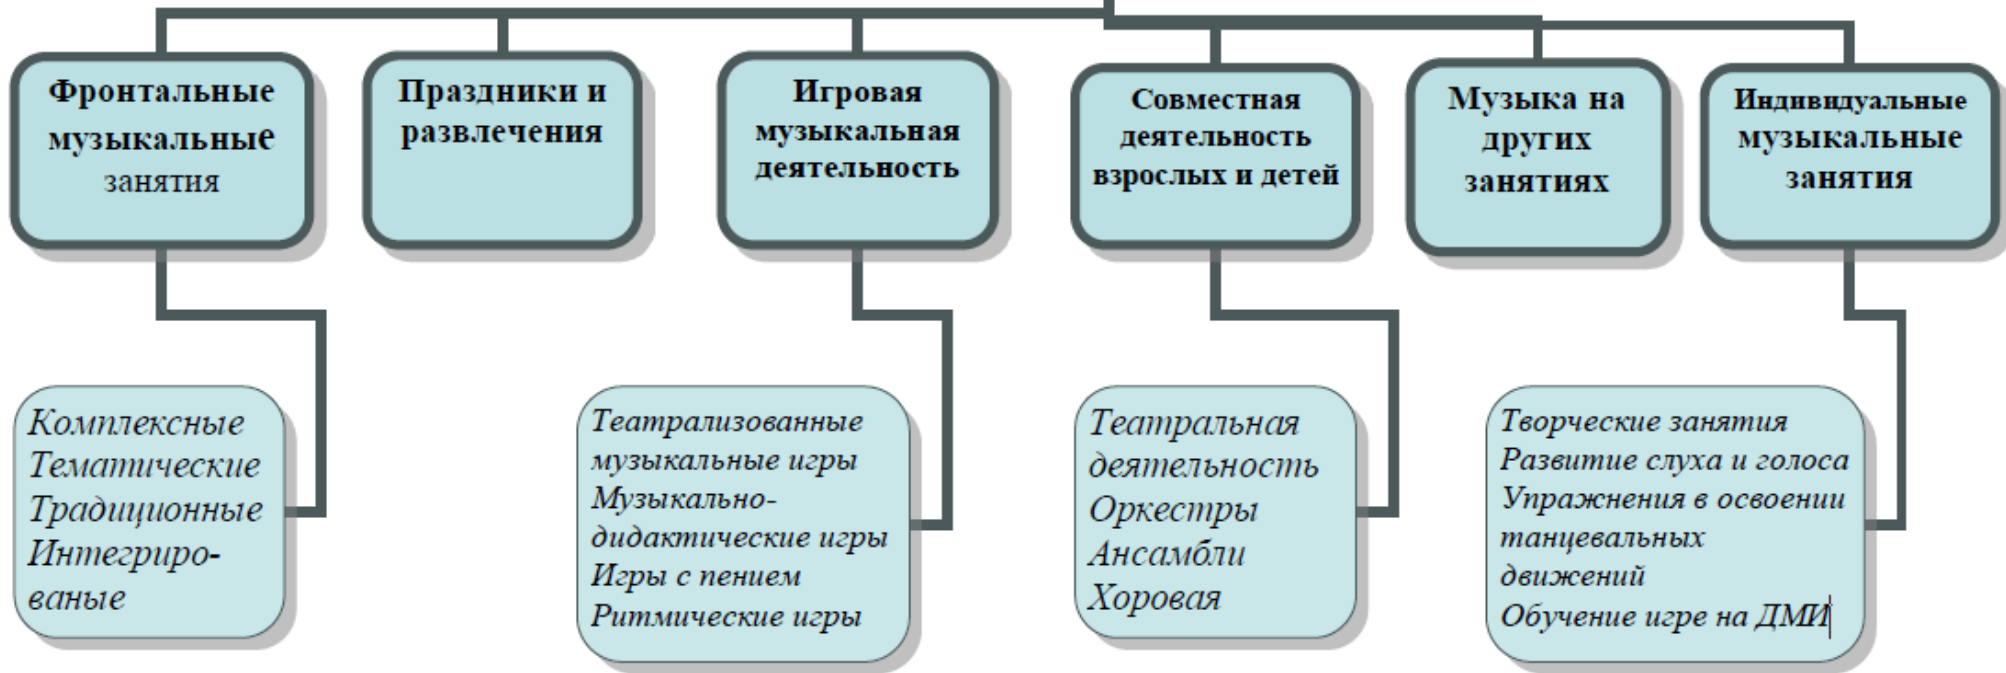 Фронтальные
музыкальные
занятия
Праздники и
развлечения
Игровая
музыкальная
деятельность
Совместная
деятельность
взрослых и детей
Музыка на
других
занятиях
Индивидуальные
музыкальные
занятия
Комплексные
Тематические
Традиционные
Интегриро-
ваные
Театрализованные
музыкальные игры
Музыкально-
дидактические игры
Игры с пением
Ритмические игры
Театральная
деятельность
Оркестры
Ансамбли
Хоровая
Творческие занятия
Развитие слуха и голоса
Упражнения в освоении
танцевальных
движений
Обучение игре на ДМИ